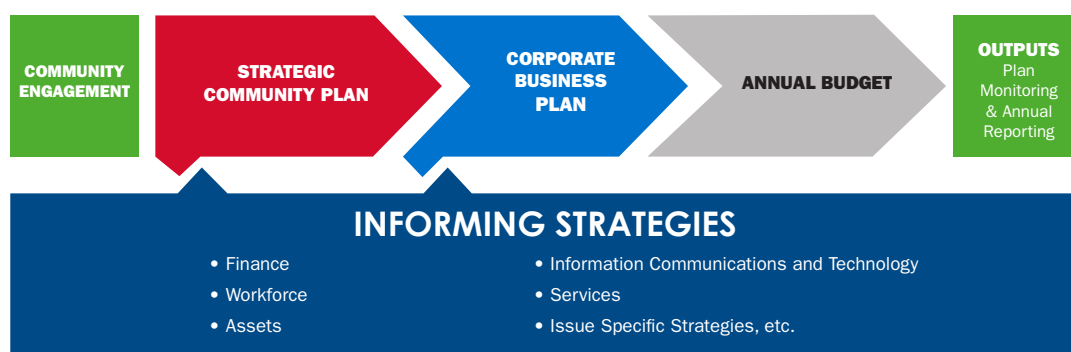 COMMUNITY
ENGAGEMENT
STRATEGIC
COMMUNITY PLAN
CORPORATE
BUSINESS
PLAN
ANNUAL BUDGET
OUTPUTS
Plan
Monitoring
& Annual
Reporting
INFORMING STRATEGIES
• Finance
• Workforce
• Assets
• Information Communications and Technology
• Services
• Issue Specific Strategies, etc.